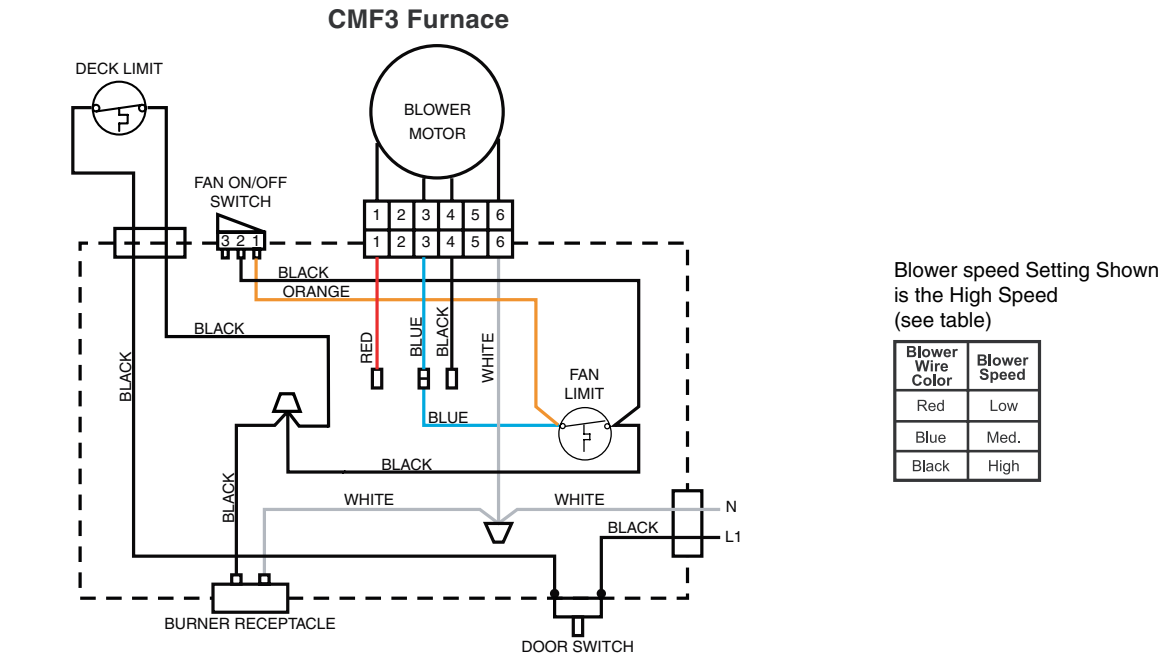 CMF3 Furnace
DECK LIMIT
BLOWER
MOTOR
FAN ON/OFF
SWITCH
1 2 3 4 5 6
3 2 1
1 2 3 4 5 6
BLACK
ORANGE
BLACK
BLACK
RED
BLUE
BLACK
WHITE
FAN
LIMIT
BLUE
BLACK
BLACK
WHITE
WHITE
N
BLACK
L1
BURNER RECEPTACLE
DOOR SWITCH
Blower speed Setting Shown
is the High Speed
(see table)
Blower
Wire
Color
Blower
Speed
Red Low
Blue Med.
Black High